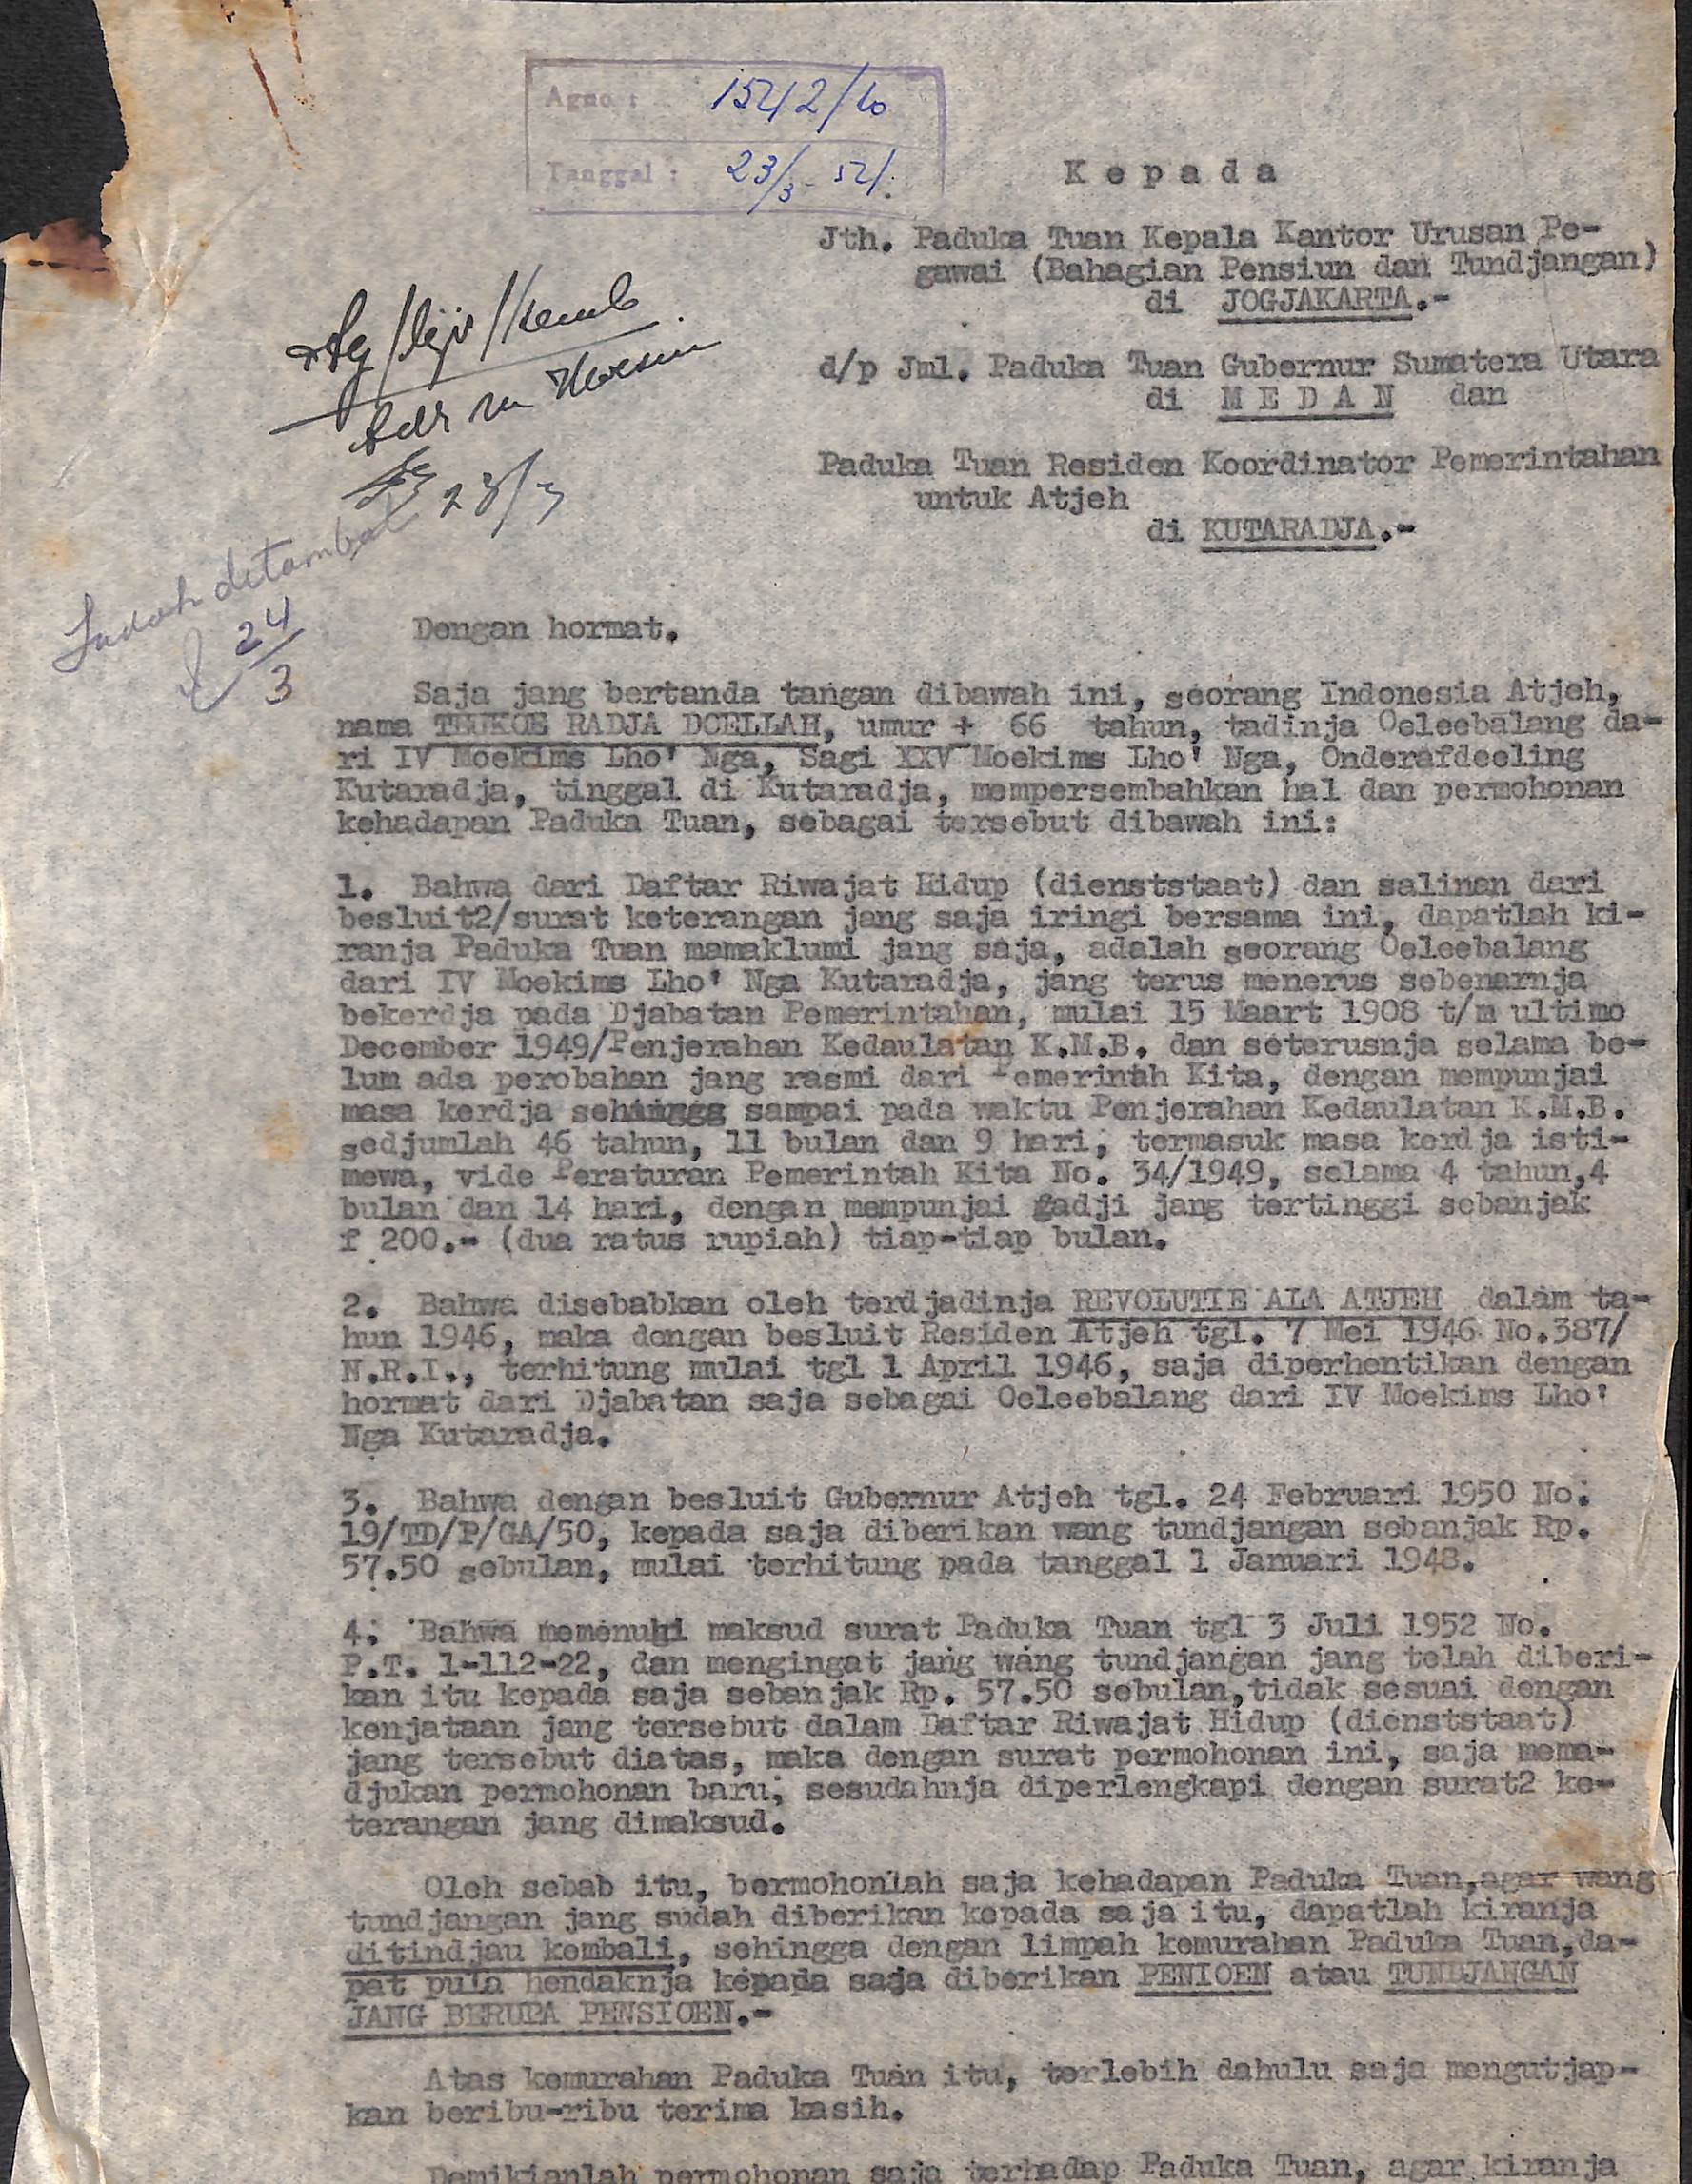 Agno : 1542/10
Tanggal : 23/3 - 54.
K e p a d a
Jth. Paduka Tuan Kepala Kantor Urusan Pe-
gawai (Bahagian Pensiun dan Tundjangan)
di JOGJAKARTA.-
d/p Jml. Paduka Tuan Gubernur Sumatera Utara
di M E D A N dan
Paduka Tuan Residen Koordinator Pemerintahan
untuk Atjeh
di KUTARADJA.-
23/3
Sudah ditambat
24
3
Dengan hormat.
Saja jang bertanda tangan dibawah ini, seorang Indonesia Atjeh,
nama TEUKOE RADJA DOELLAH, umur + 66 tahun, tadinja Oeleebalang da-
ri IV Moekims Lho' Nga, Sagi XXV Moekims Lho' Nga, Onderafdeeling
Kutaradja, tinggal di Kutaradja, mempersembahkan hal dan permohonan
kehadapan Paduka Tuan, sebagai tersebut dibawah ini:
1. Bahwa dari Daftar Riwajat Hidup (dienststaat) dan salinan dari
besluit2/surat keterangan jang saja iringi bersama ini, dapatlah ki-
ranja Paduka Tuan mamaklumi jang saja, adalah seorang Oeleebalang
dari IV Moekims Lho' Nga Kutaradja, jang terus menerus sebenarnja
bekerdja pada Djabatan Pemerintahan, mulai 15 Maart 1908 t/m ultimo
December 1949/Penjerahan Kedaulatan K.M.B. dan seterusnja selama be-
lum ada perobahan jang rasmi dari Pemerintah Kita, dengan mempunjai
masa kerdja sehingga sampai pada waktu Penjerahan Kedaulatan K.M.B.
sedjumlah 46 tahun, 11 bulan dan 9 hari, termasuk masa kerdja isti-
mewa, vide Peraturan Pemerintah Kita No. 34/1949, selama 4 tahun,4
bulan dan 14 hari, dengan mempunjai gadji jang tertinggi sebanjak
f 200.- (dua ratus rupiah) tiap-tiap bulan.
2. Bahwa disebabkan oleh terdjadinja REVOLUTIE ALA ATJEH dalam ta-
hun 1946, maka dengan besluit Residen Atjeh tgl. 7 Mei 1946 No.387/
N.R.I., terhitung mulai tgl 1 April 1946, saja diperhentikan dengan
hormat dari Djabatan saja sebagai Oeleebalang dari IV Moekims Lho'
Nga Kutaradja.
3. Bahwa dengan besluit Gubernur Atjeh tgl. 24 Februari 1950 No.
19/TD/P/GA/50, kepada saja diberikan wang tundjangan sebanjak Rp.
57.50 sebulan, mulai terhitung pada tanggal 1 Januari 1948.
4. Bahwa memenuhi maksud surat Paduka Tuan tgl 3 Juli 1952 No.
P.T. 1-112-22, dan mengingat jang wang tundjangan jang telah diberi-
kan itu kepada saja sebanjak Rp. 57.50 sebulan,tidak sesuai dengan
kenjataan jang tersebut dalam Daftar Riwajat Hidup (dienststaat)
jang tersebut diatas, maka dengan surat permohonan ini, saja mema-
djukan permohonan baru, sesudahnja diperlengkapi dengan surat2 ke-
terangan jang dimaksud.
Oleh sebab itu, bermohonlah saja kehadapan Paduka Tuan,agar wang
tundjangan jang sudah diberikan kepada saja itu, dapatlah kiranja
ditindjau kembali, sehingga dengan limpah kemurahan Paduka Tuan,da-
pat pula hendaknja kepada saja diberikan PENIOEN atau TUNDJANGAN
JANG BERUPA PENSIOEN.-
Atas kemurahan Paduka Tuan itu, terlebih dahulu saja mengutjap-
kan beribu-ribu terima kasih.
Demikianlah permohonan saja terhadap Paduka Tuan, agar kiranja